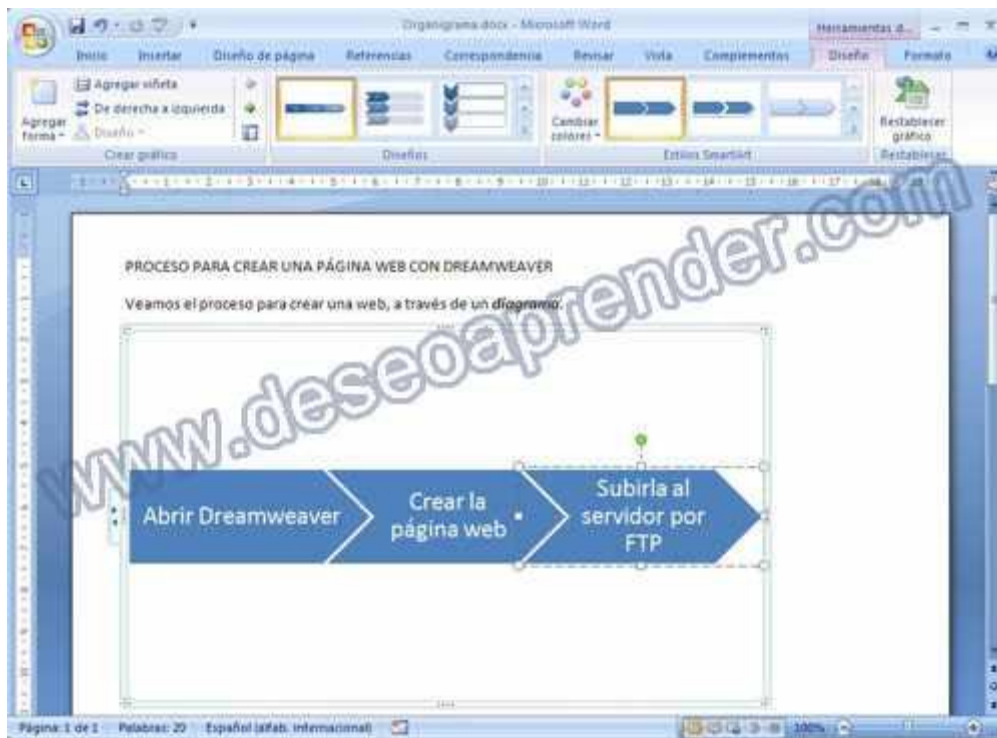 Organigrama.docx - Microsoft Word
Herramientas d...
Inicio Insertar Diseño de página Referencias Correspondencia Revisar Vista Complementos Diseño Formato
Agregar forma
Agregar viñeta
De derecha a izquierda
Diseño
Crear gráfico
Diseños
Cambiar colores
Estilos SmartArt
Restablecer gráfico
Restablecer
www.deseoaprender.com
PROCESO PARA CREAR UNA PÁGINA WEB CON DREAMWEAVER
Veamos el proceso para crear una web, a través de un diagrama.
Abrir Dreamweaver
Crear la
página web
Subirla al
servidor por
FTP
Página: 1 de 1 Palabras: 20 Español (alfab. internacional) 100%